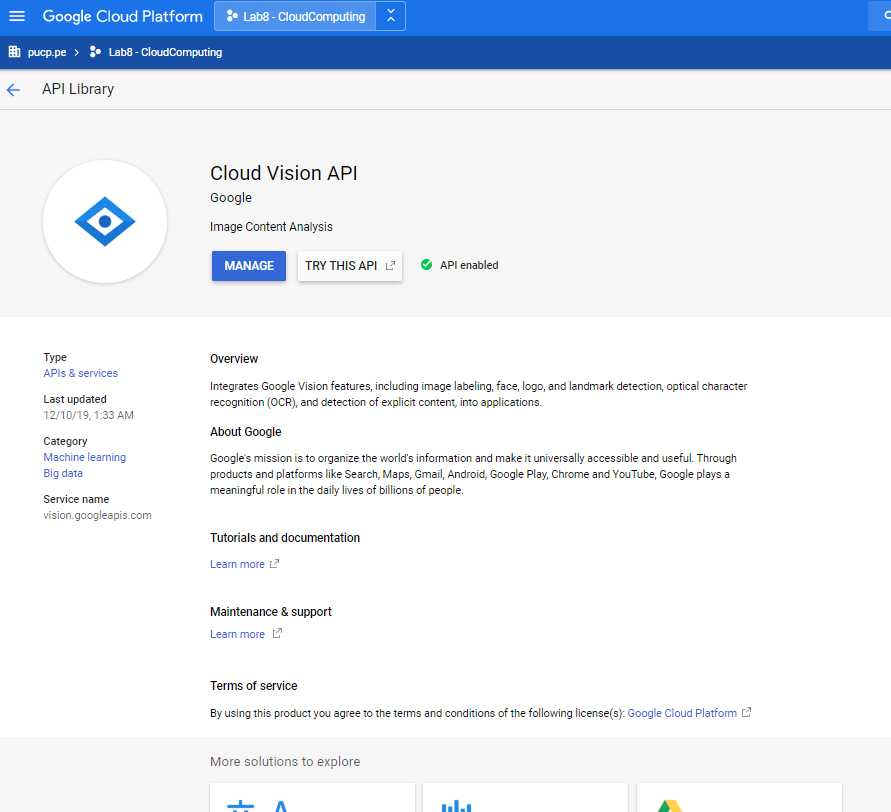 Google Cloud Platform
Lab8 - CloudComputing
pucp.pe
Lab8 - CloudComputing
API Library
Cloud Vision API
Google
Image Content Analysis
MANAGE
TRY THIS API
API enabled
Type
APIs & services
Last updated
12/10/19, 1:33 AM
Category
Machine learning
Big data
Service name
vision.googleapis.com
Overview
Integrates Google Vision features, including image labeling, face, logo, and landmark detection, optical character
recognition (OCR), and detection of explicit content, into applications.
About Google
Google's mission is to organize the world's information and make it universally accessible and useful. Through
products and platforms like Search, Maps, Gmail, Android, Google Play, Chrome and YouTube, Google plays a
meaningful role in the daily lives of billions of people.
Tutorials and documentation
Learn more
Maintenance & support
Learn more
Terms of service
By using this product you agree to the terms and conditions of the following license(s): Google Cloud Platform
More solutions to explore